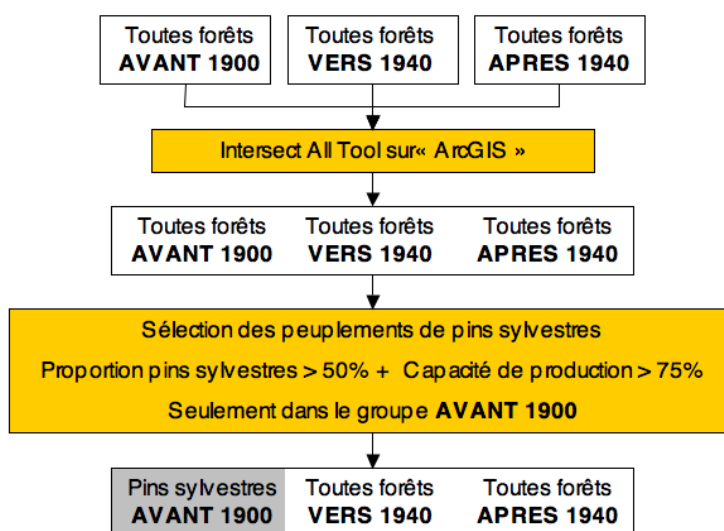 Toutes forêts Toutes forêts Toutes forêts
AVANT 1900 VERS 1940 APRES 1940
Intersect All Tool sur« ArcGIS »
Toutes forêts Toutes forêts Toutes forêts
AVANT 1900 VERS 1940 APRES 1940
Sélection des peuplements de pins sylvestres
Proportion pins sylvestres > 50% + Capacité de production > 75%
Seulement dans le groupe AVANT 1900
Pins sylvestres Toutes forêts Toutes forêts
AVANT 1900 VERS 1940 APRES 1940